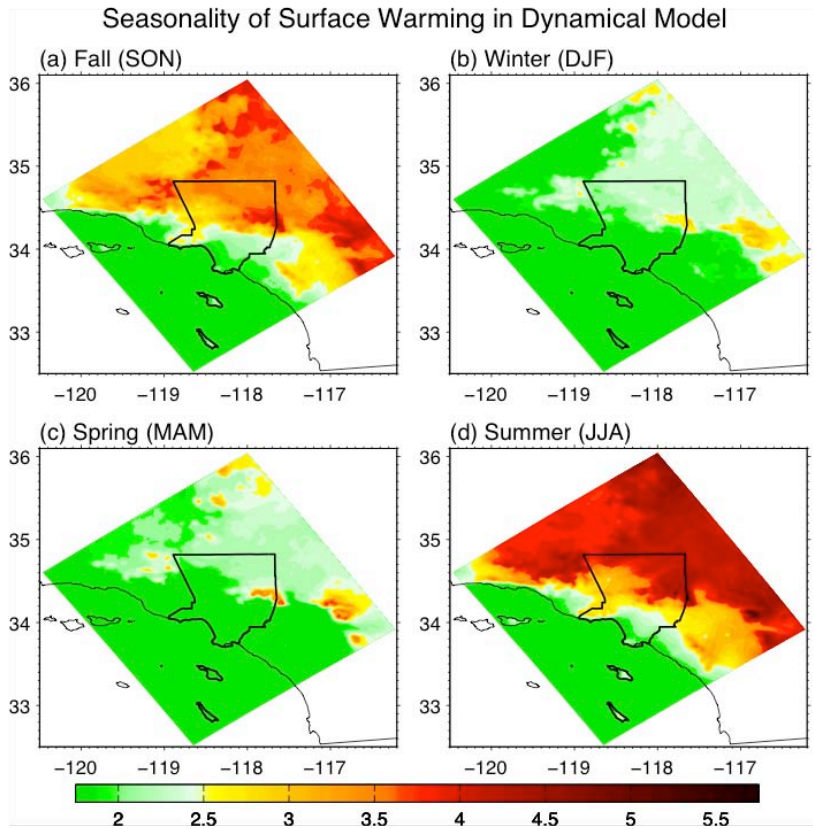 Seasonality of Surface Warming in Dynamical Model
(a) Fall (SON)
36
35
34
33
−120 −119 −118 −117
(b) Winter (DJF)
36
35
34
33
−120 −119 −118 −117
(c) Spring (MAM)
36
35
34
33
−120 −119 −118 −117
(d) Summer (JJA)
36
35
34
33
−120 −119 −118 −117
2 2.5 3 3.5 4 4.5 5 5.5